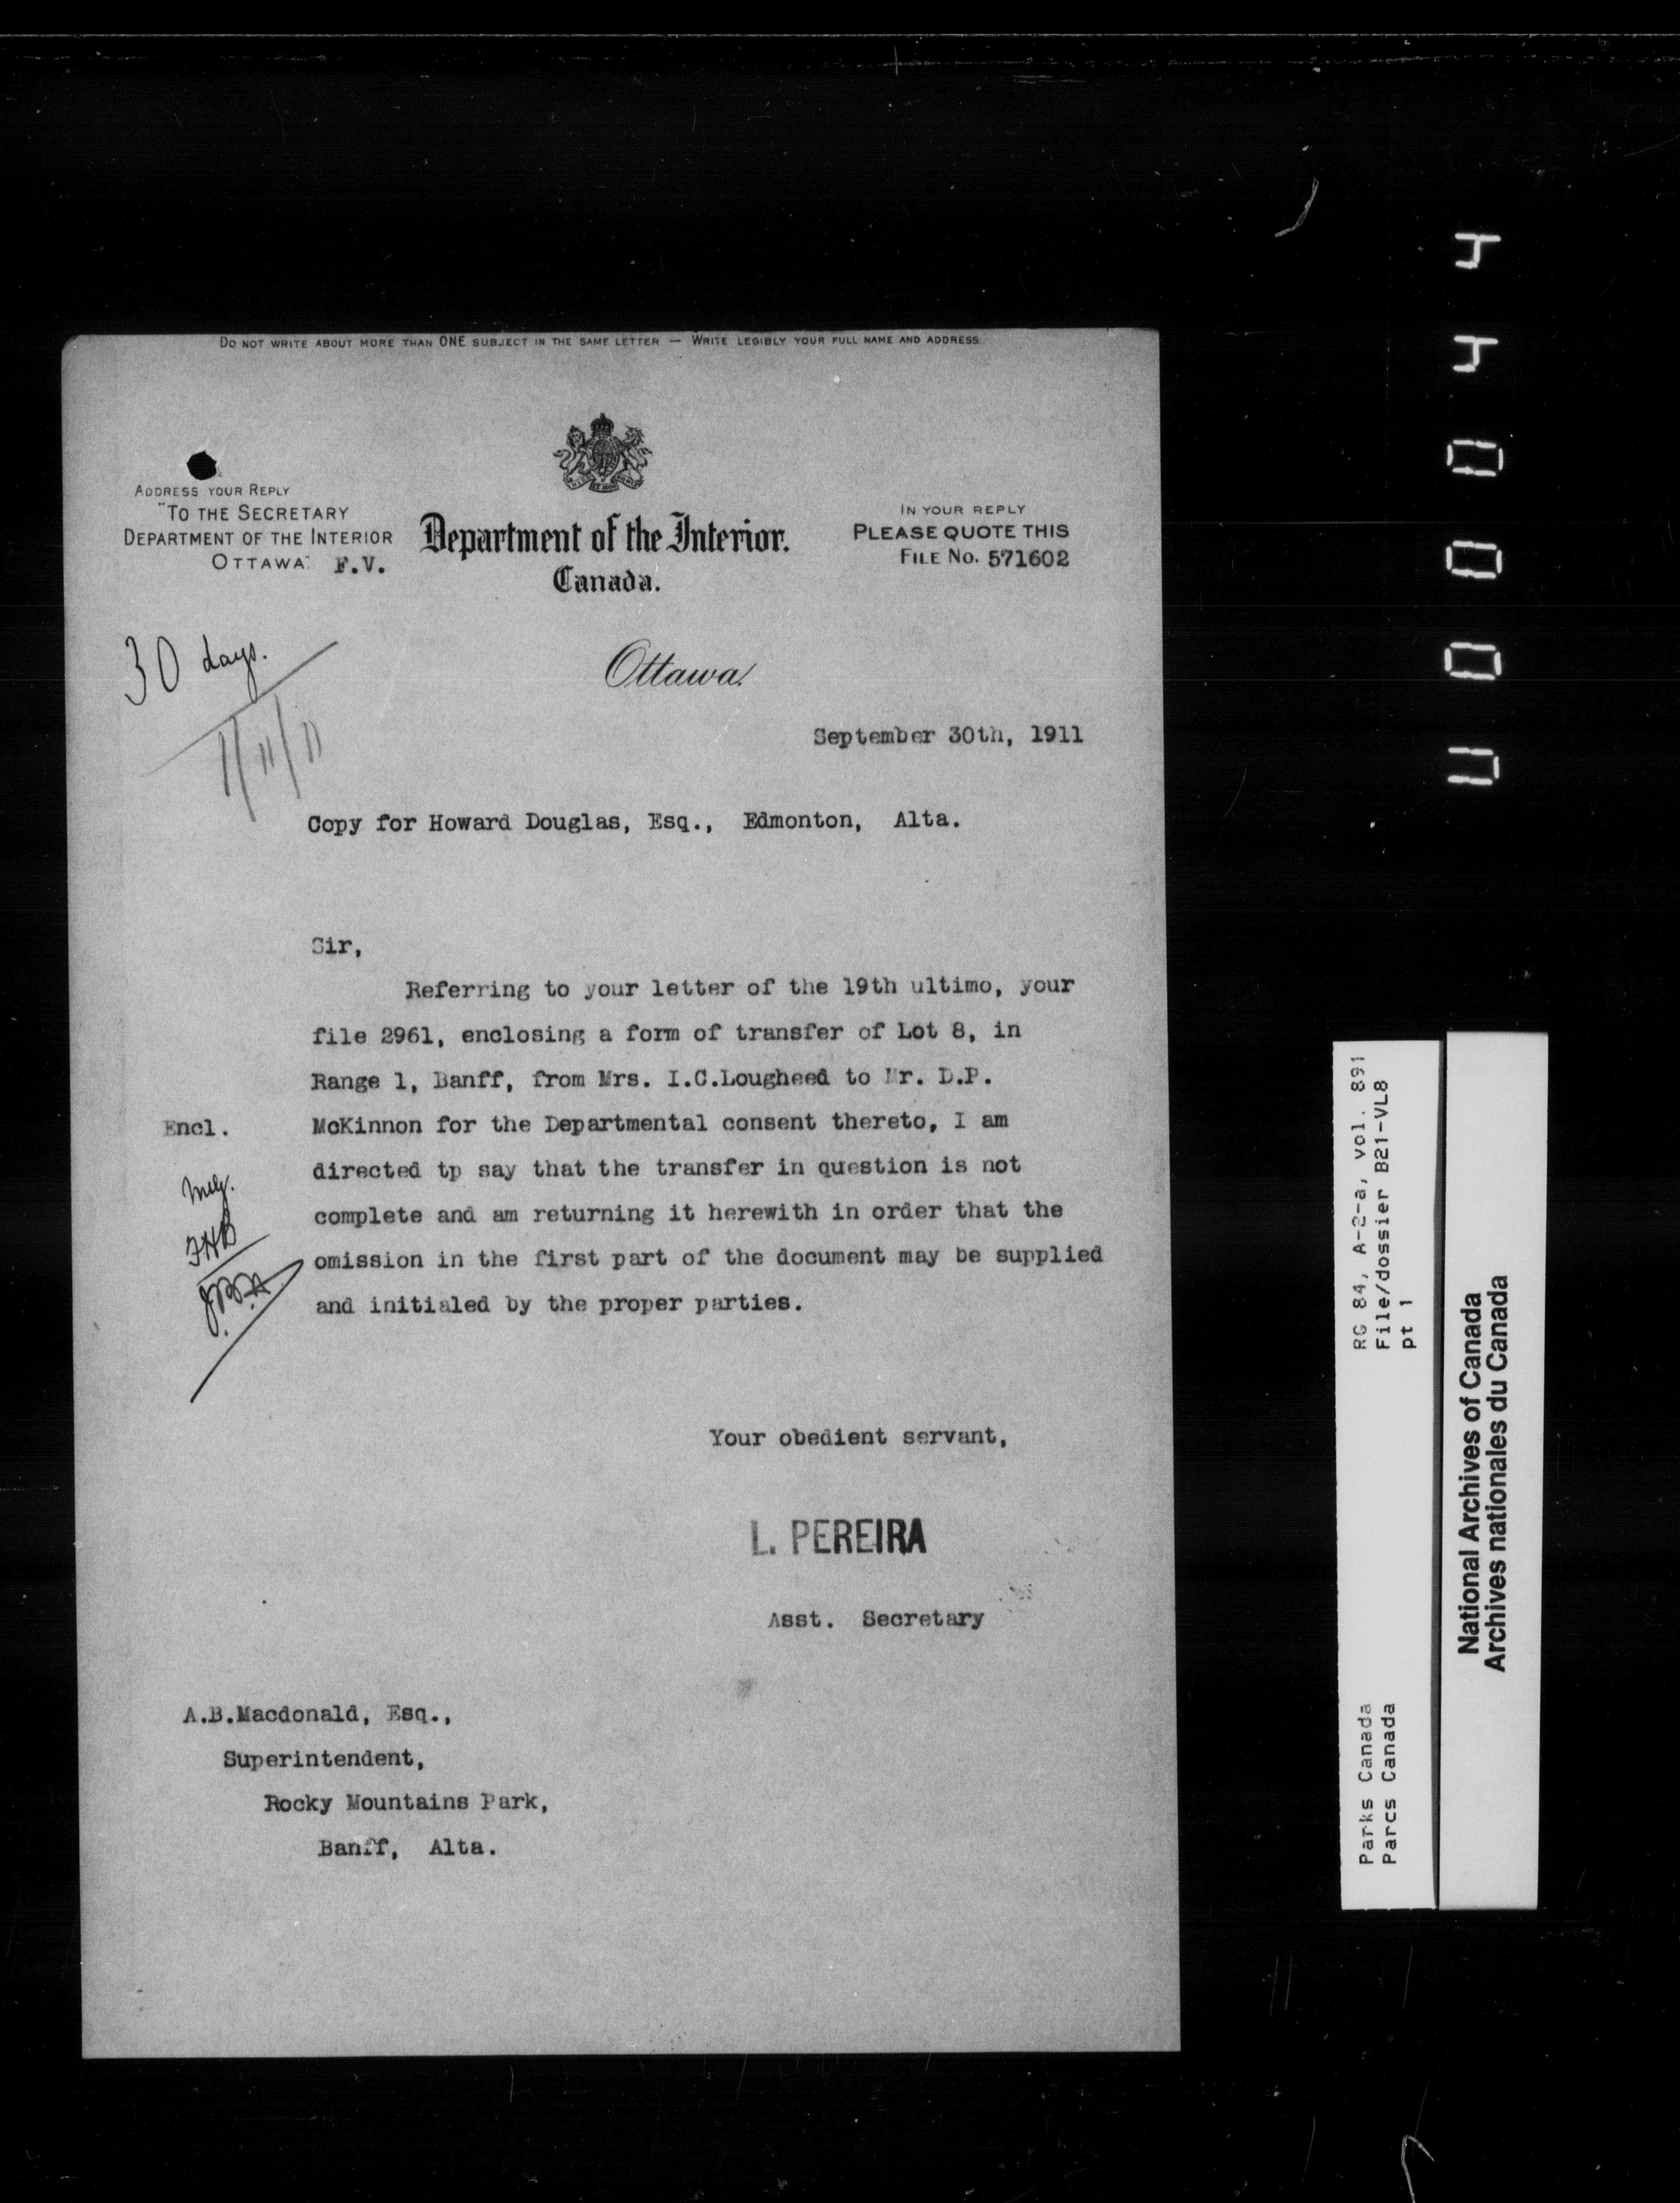 DO NOT WRITE ABOUT MORE THAN ONE SUBJECT IN THE SAME LETTER — WRITE LEGIBLY YOUR FULL NAME AND ADDRESS.
ADDRESS YOUR REPLY
"TO THE SECRETARY
DEPARTMENT OF THE INTERIOR
OTTAWA" F.V.
Department of the Interior.
Canada.
IN YOUR REPLY
PLEASE QUOTE THIS
FILE NO. 571602
30 days.
1/11/11
Ottawa
September 30th, 1911
Copy for Howard Douglas, Esq., Edmonton, Alta.
Sir,
Referring to your letter of the 19th ultimo, your
file 2961, enclosing a form of transfer of Lot 8, in
Range 1, Banff, from Mrs. I.C.Lougheed to Mr. D.P.
Encl. McKinnon for the Departmental consent thereto, I am
directed tp say that the transfer in question is not
complete and am returning it herewith in order that the
omission in the first part of the document may be supplied
and initialed by the proper parties.
FHB
Your obedient servant,
L. PEREIRA
Asst. Secretary
A.B.Macdonald, Esq.,
Superintendent,
Rocky Mountains Park,
Banff, Alta.
RG 84, A-2-a, vol. 891
File/dossier B21-VL8
pt 1
Parks Canada
Parcs Canada
National Archives of Canada
Archives nationales du Canada